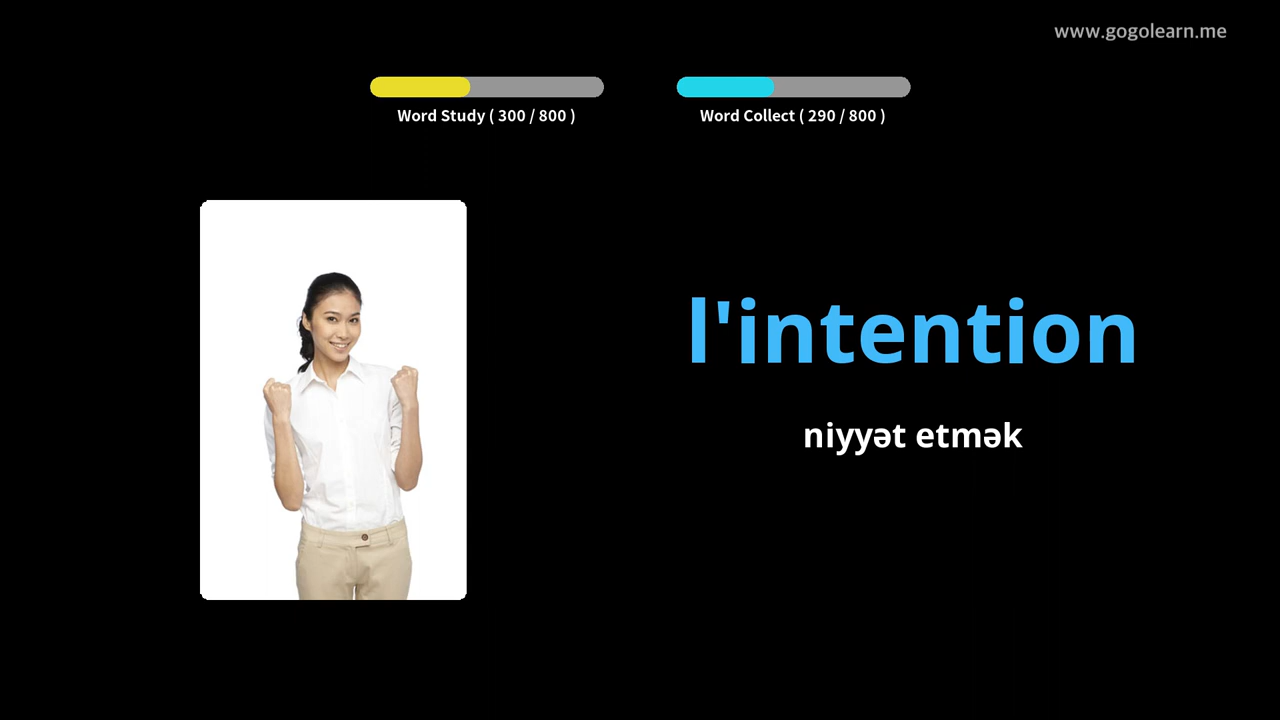 www.gogolearn.me
Word Study ( 300 / 800 )
Word Collect ( 290 / 800 )
l'intention
niyyət etmək